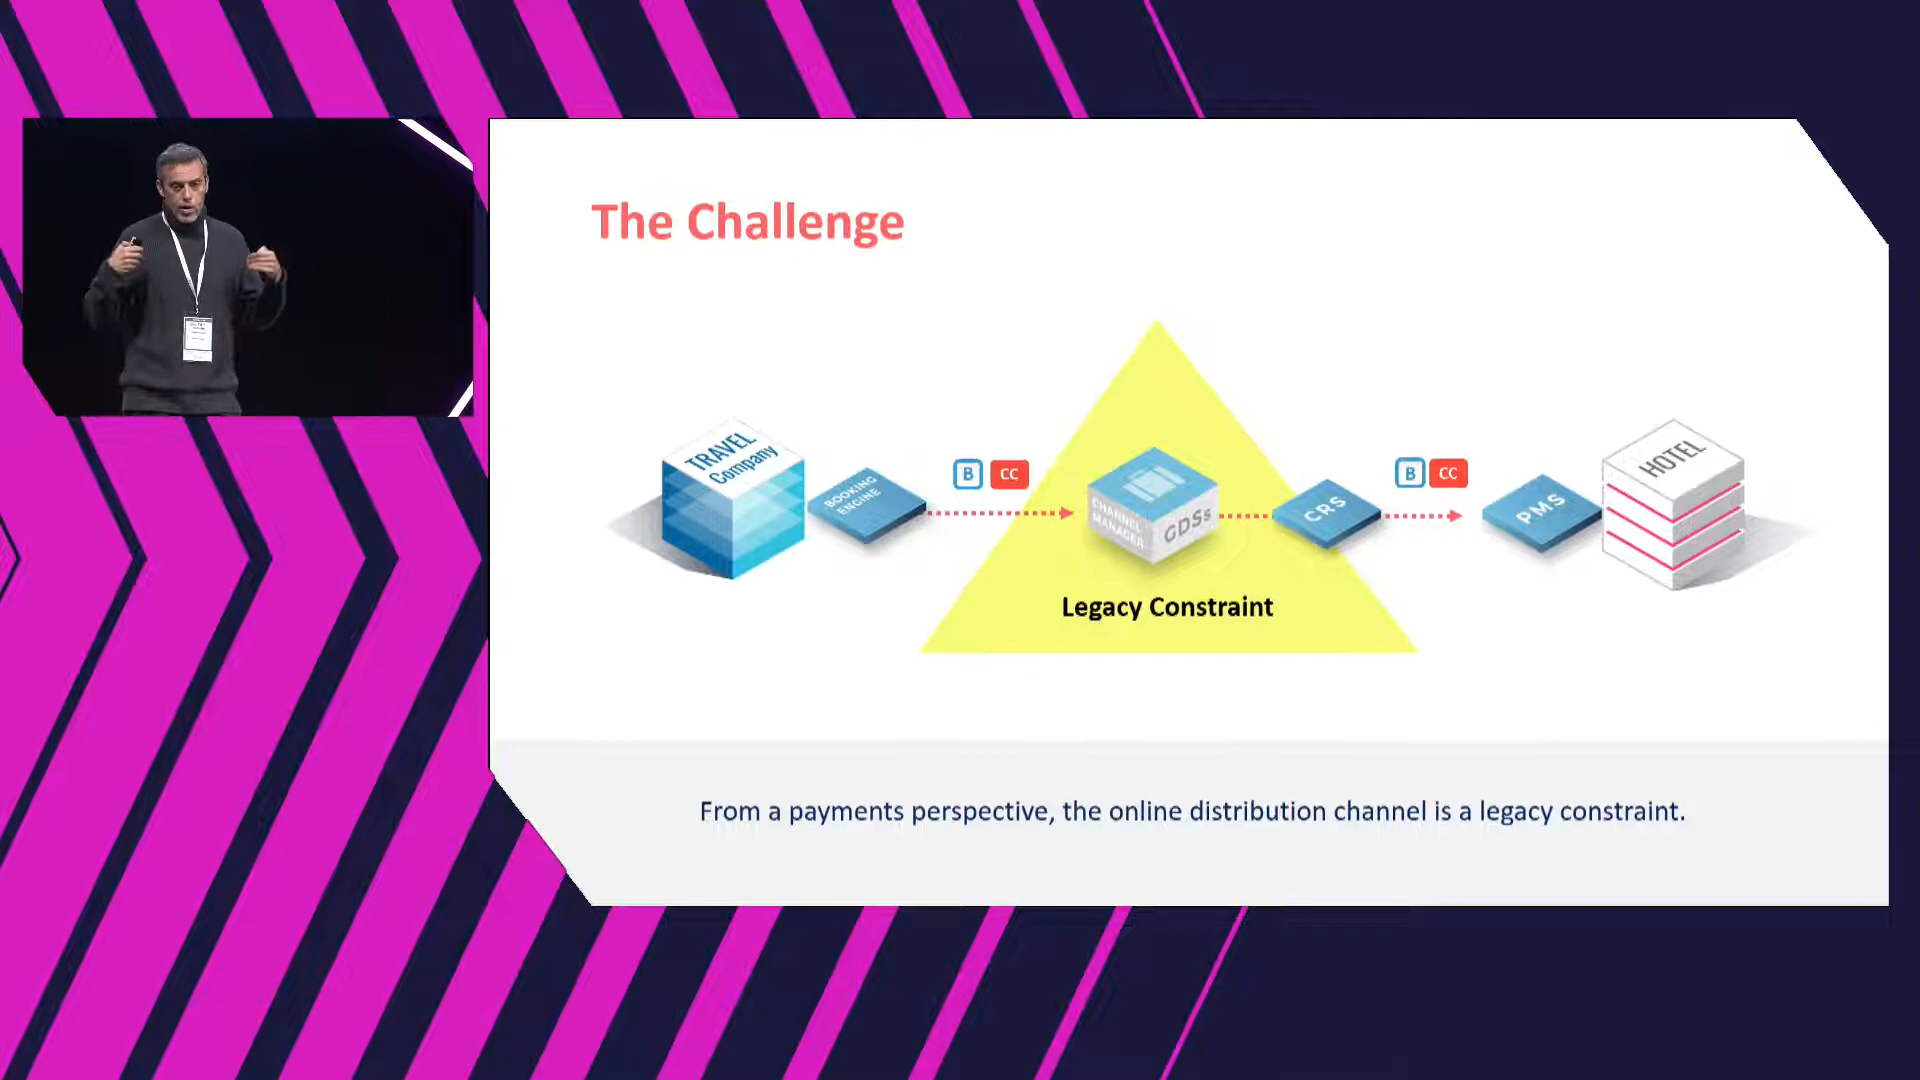 The Challenge
TRAVEL
Company
BOOKING
ENGINE
B CC
CHANNEL
MANAGER
GDSs
CRS
B CC
PMS
HOTEL
Legacy Constraint
From a payments perspective, the online distribution channel is a legacy constraint.